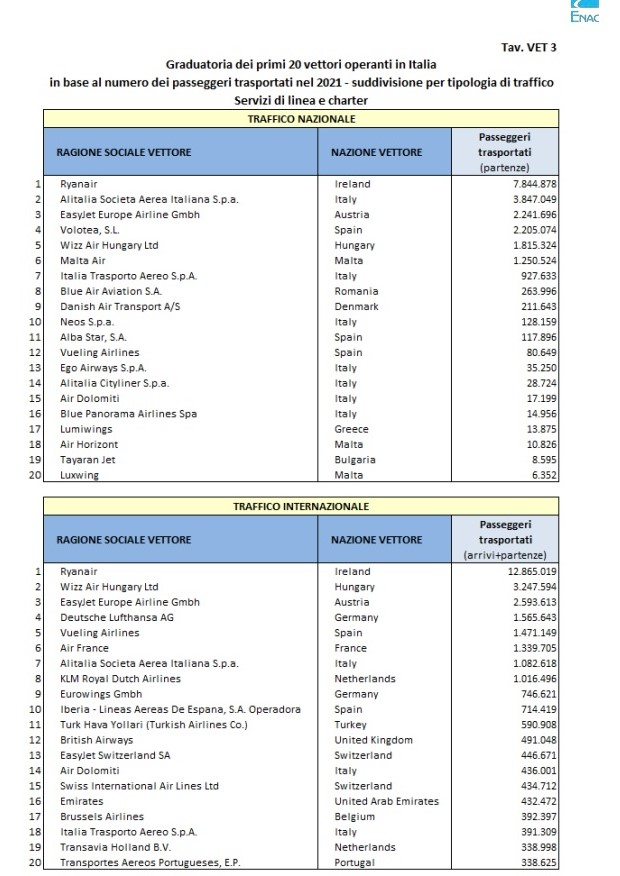 ENAC
Tav. VET 3
Graduatoria dei primi 20 vettori operanti in Italia
in base al numero dei passeggeri trasportati nel 2021 - suddivisione per tipologia di traffico
Servizi di linea e charter
TRAFFICO NAZIONALE
RAGIONE SOCIALE VETTORE NAZIONE VETTORE Passeggeri trasportati (partenze)
1 Ryanair Ireland 7.844.878
2 Alitalia Societa Aerea Italiana S.p.a. Italy 3.847.049
3 EasyJet Europe Airline Gmbh Austria 2.241.696
4 Volotea, S.L. Spain 2.205.074
5 Wizz Air Hungary Ltd Hungary 1.815.324
6 Malta Air Malta 1.250.524
7 Italia Trasporto Aereo S.p.A. Italy 927.633
8 Blue Air Aviation S.A. Romania 263.996
9 Danish Air Transport A/S Denmark 211.643
10 Neos S.p.a. Italy 128.159
11 Alba Star, S.A. Spain 117.896
12 Vueling Airlines Spain 80.649
13 Ego Airways S.p.A. Italy 35.250
14 Alitalia Cityliner S.p.a. Italy 28.724
15 Air Dolomiti Italy 17.199
16 Blue Panorama Airlines Spa Italy 14.956
17 Lumiwings Greece 13.875
18 Air Horizont Malta 10.826
19 Tayaran Jet Bulgaria 8.595
20 Luxwing Malta 6.352
TRAFFICO INTERNAZIONALE
RAGIONE SOCIALE VETTORE NAZIONE VETTORE Passeggeri trasportati (arrivi+partenze)
1 Ryanair Ireland 12.865.019
2 Wizz Air Hungary Ltd Hungary 3.247.594
3 EasyJet Europe Airline Gmbh Austria 2.593.613
4 Deutsche Lufthansa AG Germany 1.565.643
5 Vueling Airlines Spain 1.471.149
6 Air France France 1.339.705
7 Alitalia Societa Aerea Italiana S.p.a. Italy 1.082.618
8 KLM Royal Dutch Airlines Netherlands 1.016.496
9 Eurowings Gmbh Germany 746.621
10 Iberia - Lineas Aereas De Espana, S.A. Operadora Spain 714.419
11 Turk Hava Yollari (Turkish Airlines Co.) Turkey 590.908
12 British Airways United Kingdom 491.048
13 EasyJet Switzerland SA Switzerland 446.671
14 Air Dolomiti Italy 436.001
15 Swiss International Air Lines Ltd Switzerland 434.712
16 Emirates United Arab Emirates 432.472
17 Brussels Airlines Belgium 392.397
18 Italia Trasporto Aereo S.p.A. Italy 391.309
19 Transavia Holland B.V. Netherlands 338.998
20 Transportes Aereos Portugueses, E.P. Portugal 338.625